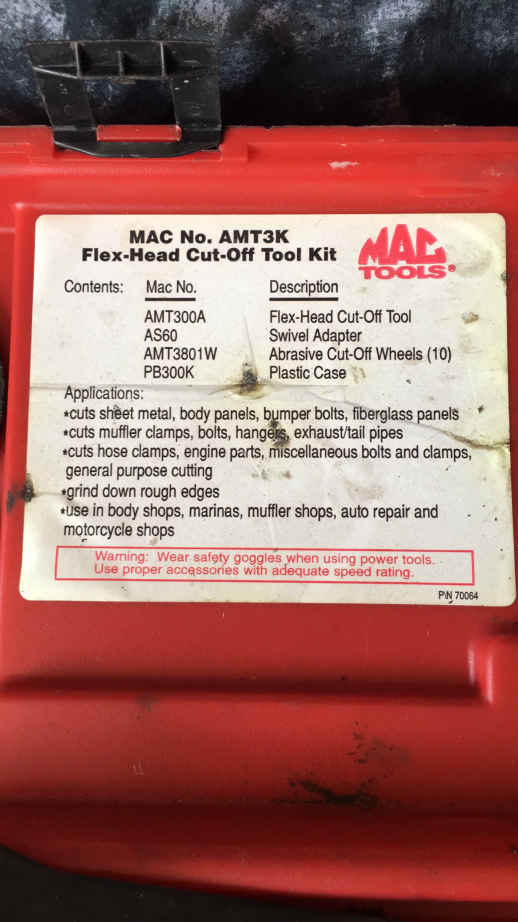 MAC No. AMT3K
Flex-Head Cut-Off Tool Kit
MAC
TOOLS®
Contents: Mac No. Description
AMT300A Flex-Head Cut-Off Tool
AS60 Swivel Adapter
AMT3801W Abrasive Cut-Off Wheels (10)
PB300K Plastic Case
Applications:
*cuts sheet metal, body panels, bumper bolts, fiberglass panels
*cuts muffler clamps, bolts, hangers, exhaust/tail pipes
*cuts hose clamps, engine parts, miscellaneous bolts and clamps,
general purpose cutting
*grind down rough edges
*use in body shops, marinas, muffler shops, auto repair and
motorcycle shops
Warning: Wear safety goggles when using power tools.
Use proper accessories with adequate speed rating.
P/N 70064